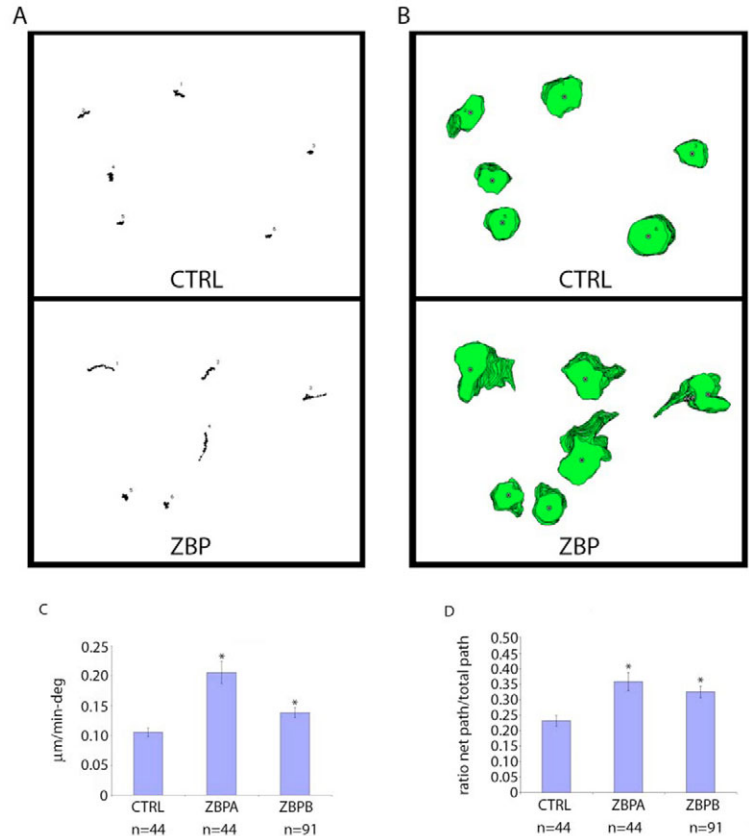 A
B
CTRL
CTRL
ZBP
ZBP
C
µm/min-deg
0.25
0.20
0.15
0.10
0.05
0
*
*
CTRL ZBPA ZBPB
n=44 n=44 n=91
D
ratio net path/total path
0.50
0.45
0.40
0.35
0.30
0.25
0.20
0.15
0.10
0.05
0
*
*
CTRL ZBPA ZBPB
n=44 n=44 n=91